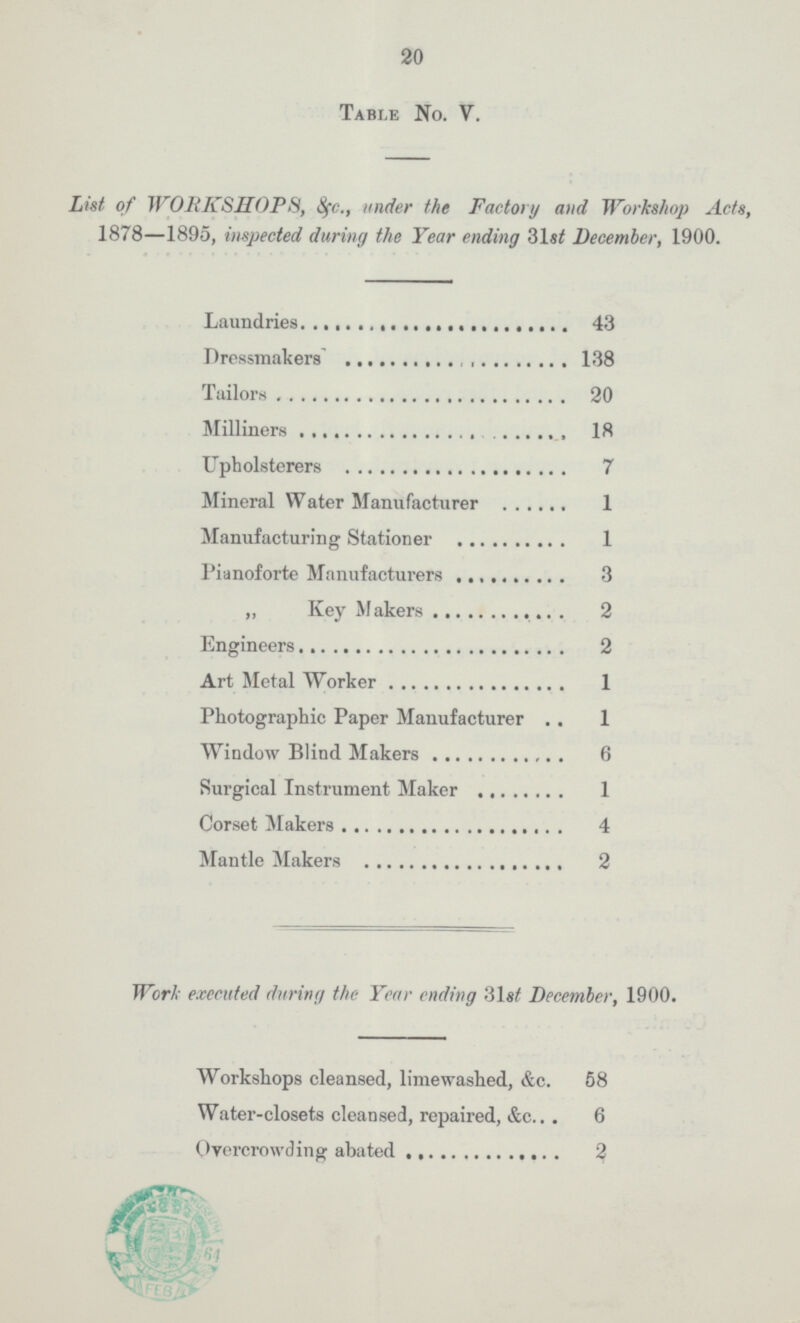 20
TABLE No. V.
List of WORKSHOPS, &c., under the Factory and Workshop Acts,
1878—1895, inspected during the Year ending 31st December, 1900.
Laundries........................ 43
Dressmakers .................... 138
Tailors .......................... 20
Milliners ........................ 18
Upholsterers .................... 7
Mineral Water Manufacturer ...... 1
Manufacturing Stationer .......... 1
Pianoforte Manufacturers .......... 3
„ Key Makers ............ 2
Engineers........................ 2
Art Metal Worker ................ 1
Photographic Paper Manufacturer .. 1
Window Blind Makers ............ 6
Surgical Instrument Maker ........ 1
Corset Makers .................... 4
Mantle Makers .................. 2
Work executed during the Year ending 31st December, 1900.
Workshops cleansed, limewashed, &c. 58
Water-closets cleansed, repaired, &c... 6
Overcrowding abated .............. 2
FEB